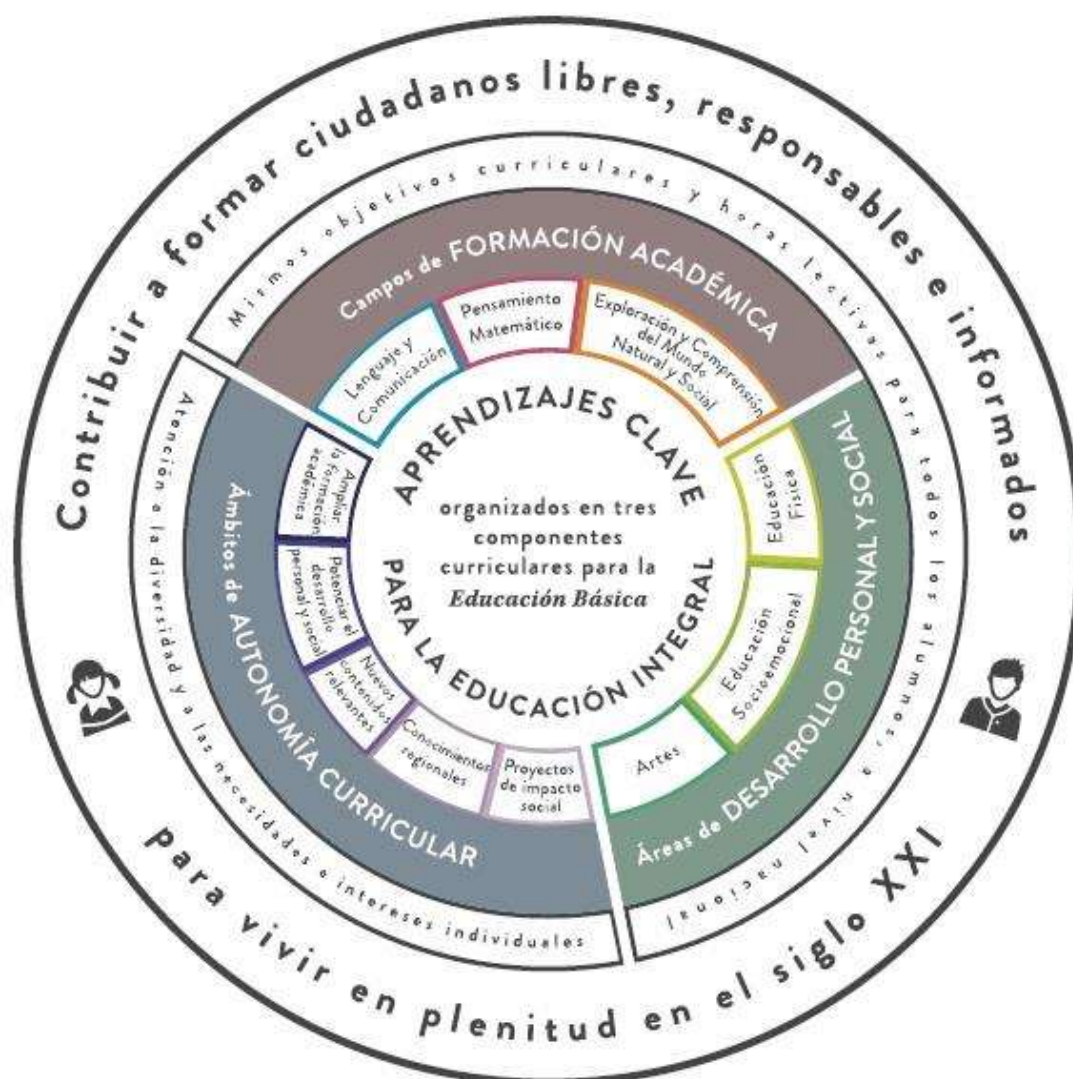 Contribuir a formar ciudadanos libres, responsables e informados
para vivir en plenitud en el siglo XXI
Mismos objetivos curriculares y horas lectivas para todos los alumnos, a nivel nacional
Atención a la diversidad y a las necesidades e intereses individuales
Campos de FORMACIÓN ACADÉMICA
Lenguaje y
Comunicación
Pensamiento
Matemático
Exploración y Comprensión
del Mundo
Natural y Social
Áreas de DESARROLLO PERSONAL Y SOCIAL
Educación
Física
Educación
Socioemocional
Artes
Ámbitos de AUTONOMÍA CURRICULAR
Ampliar
la formación
académica
Potenciar el
desarrollo
personal y social
Nuevos
contenidos
relevantes
Conocimientos
regionales
Proyectos
de impacto
social
APRENDIZAJES CLAVE
organizados en tres
componentes
curriculares para la
Educación Básica
PARA LA EDUCACIÓN INTEGRAL